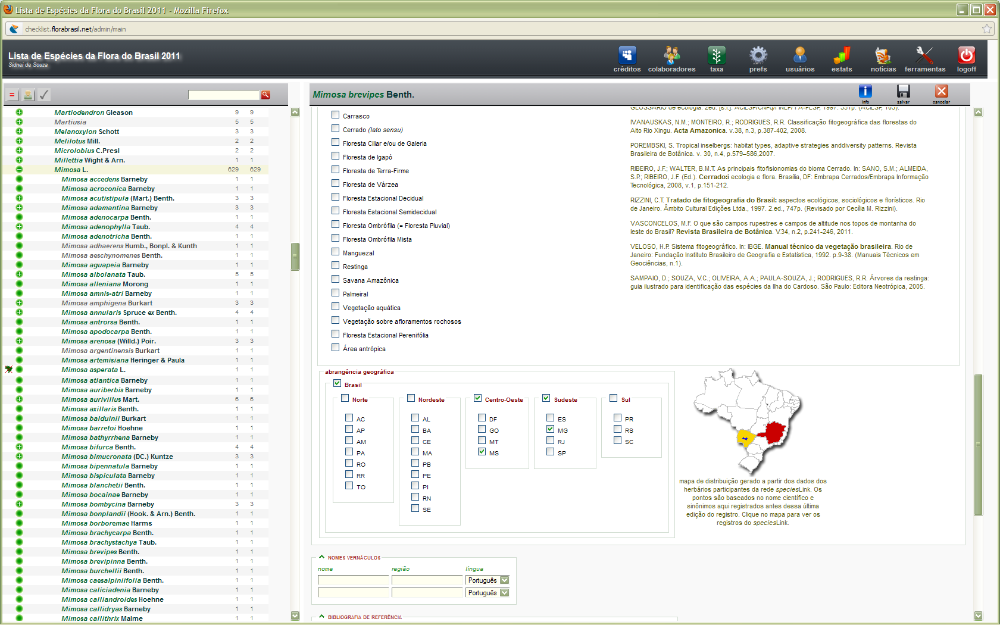 Lista de Espécies da Flora do Brasil 2011 - Mozilla Firefox
checklist.florabrasil.net/admin/main
Lista de Espécies da Flora do Brasil 2011
Sidnei de Souza
créditos colaboradores taxa prefs usuários estats notícias ferramentas logoff
Mimosa brevipes Benth.
info salvar cancelar
Martiodendron Gleason 9 9
Martiusia 5 5
Melanoxylon Schott 3 3
Melilotus Mill. 2 2
Microlobius C.Presl 2 2
Millettia Wight & Arn. 1 1
Mimosa L. 629 629
Mimosa accedens Barneby 1 1
Mimosa acroconica Barneby 1 1
Mimosa acutistipula (Mart.) Benth. 3 3
Mimosa adamantina Barneby 3 3
Mimosa adenocarpa Benth. 1 1
Mimosa adenophylla Taub. 4 4
Mimosa adenotricha Benth. 1 1
Mimosa adhaerens Humb., Bonpl. & Kunth 1 1
Mimosa aeschynomenes Benth. 1 1
Mimosa aguapeia Barneby 1 1
Mimosa albolanata Taub. 5 5
Mimosa alleniana Morong 1 1
Mimosa amnis-atri Barneby 1 1
Mimosa amphigena Burkart 3 3
Mimosa annularis Spruce ex Benth. 4 4
Mimosa antrorsa Benth. 1 1
Mimosa apodocarpa Benth. 1 1
Mimosa arenosa (Willd.) Poir. 3 3
Mimosa argentinensis Burkart 1 1
Mimosa artemisiana Heringer & Paula 1 1
Mimosa asperata L. 1 1
Mimosa atlantica Barneby 1 1
Mimosa auriberbis Barneby 1 1
Mimosa aurivillus Mart. 6 6
Mimosa axillaris Benth. 1 1
Mimosa balduinii Burkart 1 1
Mimosa barretoi Hoehne 1 1
Mimosa bathyrrhena Barneby 1 1
Mimosa bifurca Benth. 4 4
Mimosa bimucronata (DC.) Kuntze 3 3
Mimosa bipennatula Barneby 1 1
Mimosa bispiculata Barneby 1 1
Mimosa blanchetii Benth. 1 1
Mimosa bocainae Barneby 1 1
Mimosa bombycina Barneby 3 3
Mimosa bonplandii (Hook. & Arn.) Benth. 1 1
Mimosa borboremae Harms 1 1
Mimosa brachycarpa Benth. 1 1
Mimosa brachystachya Taub. 1 1
Mimosa brevipes Benth. 1 1
Mimosa brevipinna Benth. 1 1
Mimosa burchellii Benth. 1 1
Mimosa caesalpiniifolia Benth. 1 1
Mimosa caliciadenia Barneby 1 1
Mimosa calliandroides Hoehne 1 1
Mimosa callidryas Barneby 1 1
Mimosa callithrix Malme 1 1
Carrasco
Cerrado (lato sensu)
Floresta Ciliar e/ou de Galeria
Floresta de Igapó
Floresta de Terra-Firme
Floresta de Várzea
Floresta Estacional Decidual
Floresta Estacional Semidecidual
Floresta Ombrófila (= Floresta Pluvial)
Floresta Ombrófila Mista
Manguezal
Restinga
Savana Amazônica
Palmeiral
Vegetação aquática
Vegetação sobre afloramentos rochosos
Floresta Estacional Perenifólia
Área antrópica
GLOSSÁRIO de ecologia. 2ed. [s.l.]: ACIESP/CNPq/FINEP/FAPESP, 1997. 351p. (ACIESP, 103).
IVANAUSKAS, N.M.; MONTEIRO, R.; RODRIGUES, R.R. Classificação fitogeográfica das florestas do
Alto Rio Xingu. Acta Amazonica. v.38, n.3, p.387-402, 2008.
POREMBSKI, S. Tropical inselbergs: habitat types, adaptive strategies anddiversity patterns. Revista
Brasileira de Botânica. v. 30, n.4, p.579–586,2007.
RIBEIRO, J.F.; WALTER, B.M.T. As principais fitofisionomias do bioma Cerrado. In: SANO, S.M.; ALMEIDA,
S.P.; RIBEIRO, J.F. (Ed.). Cerrado:i ecologia e flora. Brasília, DF: Embrapa Cerrados/Embrapa Informação
Tecnológica, 2008, v.1, p.151-212.
RIZZINI, C.T. Tratado de fitogeografia do Brasil: aspectos ecológicos, sociológicos e florísticos. Rio
de Janeiro. Âmbito Cultural Edições Ltda., 1997. 2.ed., 747p. (Revisado por Cecília M. Rizzini).
VASCONCELOS, M.F. O que são campos rupestres e campos de altitude nos topos de montanha do
leste do Brasil? Revista Brasileira de Botânica. V.34, n.2, p.241-246, 2011.
VELOSO, H.P. Sistema fitogeográfico. In: IBGE. Manual técnico da vegetação brasileira. Rio de
Janeiro: Fundação Instituto Brasileiro de Geografia e Estatística, 1992. p.9-38. (Manuais Técnicos em
Geociências, n.1).
SAMPAIO, D.; SOUZA, V.C.; OLIVEIRA, A.A.; PAULA-SOUZA, J.; RODRIGUES, R.R. Árvores da restinga:
guia ilustrado para identificação das espécies da Ilha do Cardoso. São Paulo: Editora Neotrópica, 2005.
abrangência geográfica
Brasil
Norte Nordeste Centro-Oeste Sudeste Sul
AC AL DF ES PR
AP BA GO MG RS
AM CE MT RJ SC
PA MA MS SP
RO PB
RR PE
TO PI
RN
SE
mapa de distribuição gerado a partir dos dados dos
herbários participantes da rede speciesLink. Os
pontos são baseados no nome científico e
sinônimos aqui registrados antes dessa última
edição do registro. Clique no mapa para ver os
registros do speciesLink.
NOMES VERNÁCULOS
nome região língua
Português
Português
BIBLIOGRAFIA DE REFERÊNCIA